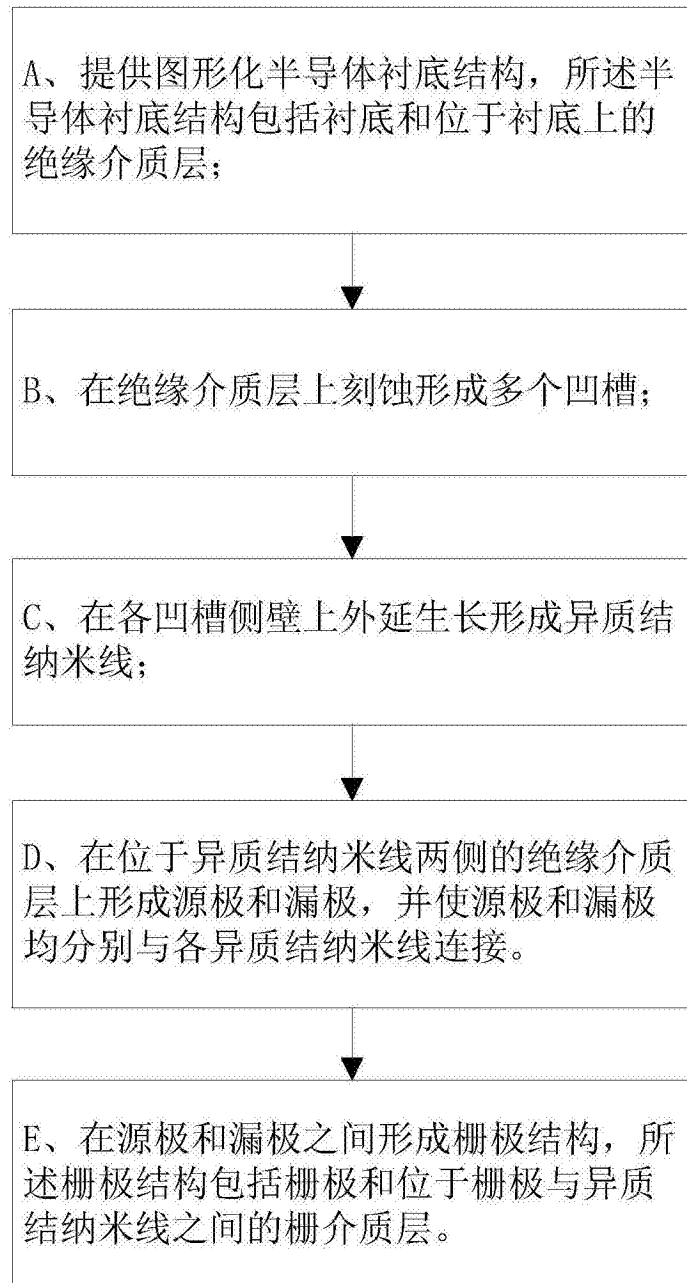 A、提供图形化半导体衬底结构，所述半
导体衬底结构包括衬底和位于衬底上的
绝缘介质层；
B、在绝缘介质层上刻蚀形成多个凹槽；
C、在各凹槽侧壁上外延生长形成异质结
纳米线；
D、在位于异质结纳米线两侧的绝缘介质
层上形成源极和漏极，并使源极和漏极
均分别与各异质结纳米线连接。
E、在源极和漏极之间形成栅极结构，所
述栅极结构包括栅极和位于栅极与异质
结纳米线之间的栅介质层。